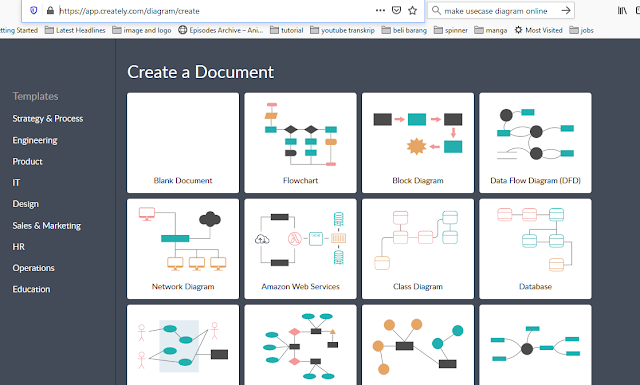 https://app.creately.com/diagram/create
make usecase diagram online
tting Started
Latest Headlines
image and logo
Episodes Archive – Ani...
tutorial
youtube transkrip
beli barang
spinner
manga
Most Visited
jobs
Create a Document
Templates
Strategy & Process
Engineering
Product
IT
Design
Sales & Marketing
HR
Operations
Education
Blank Document
Flowchart
Block Diagram
Data Flow Diagram (DFD)
Network Diagram
Amazon Web Services
Class Diagram
Database